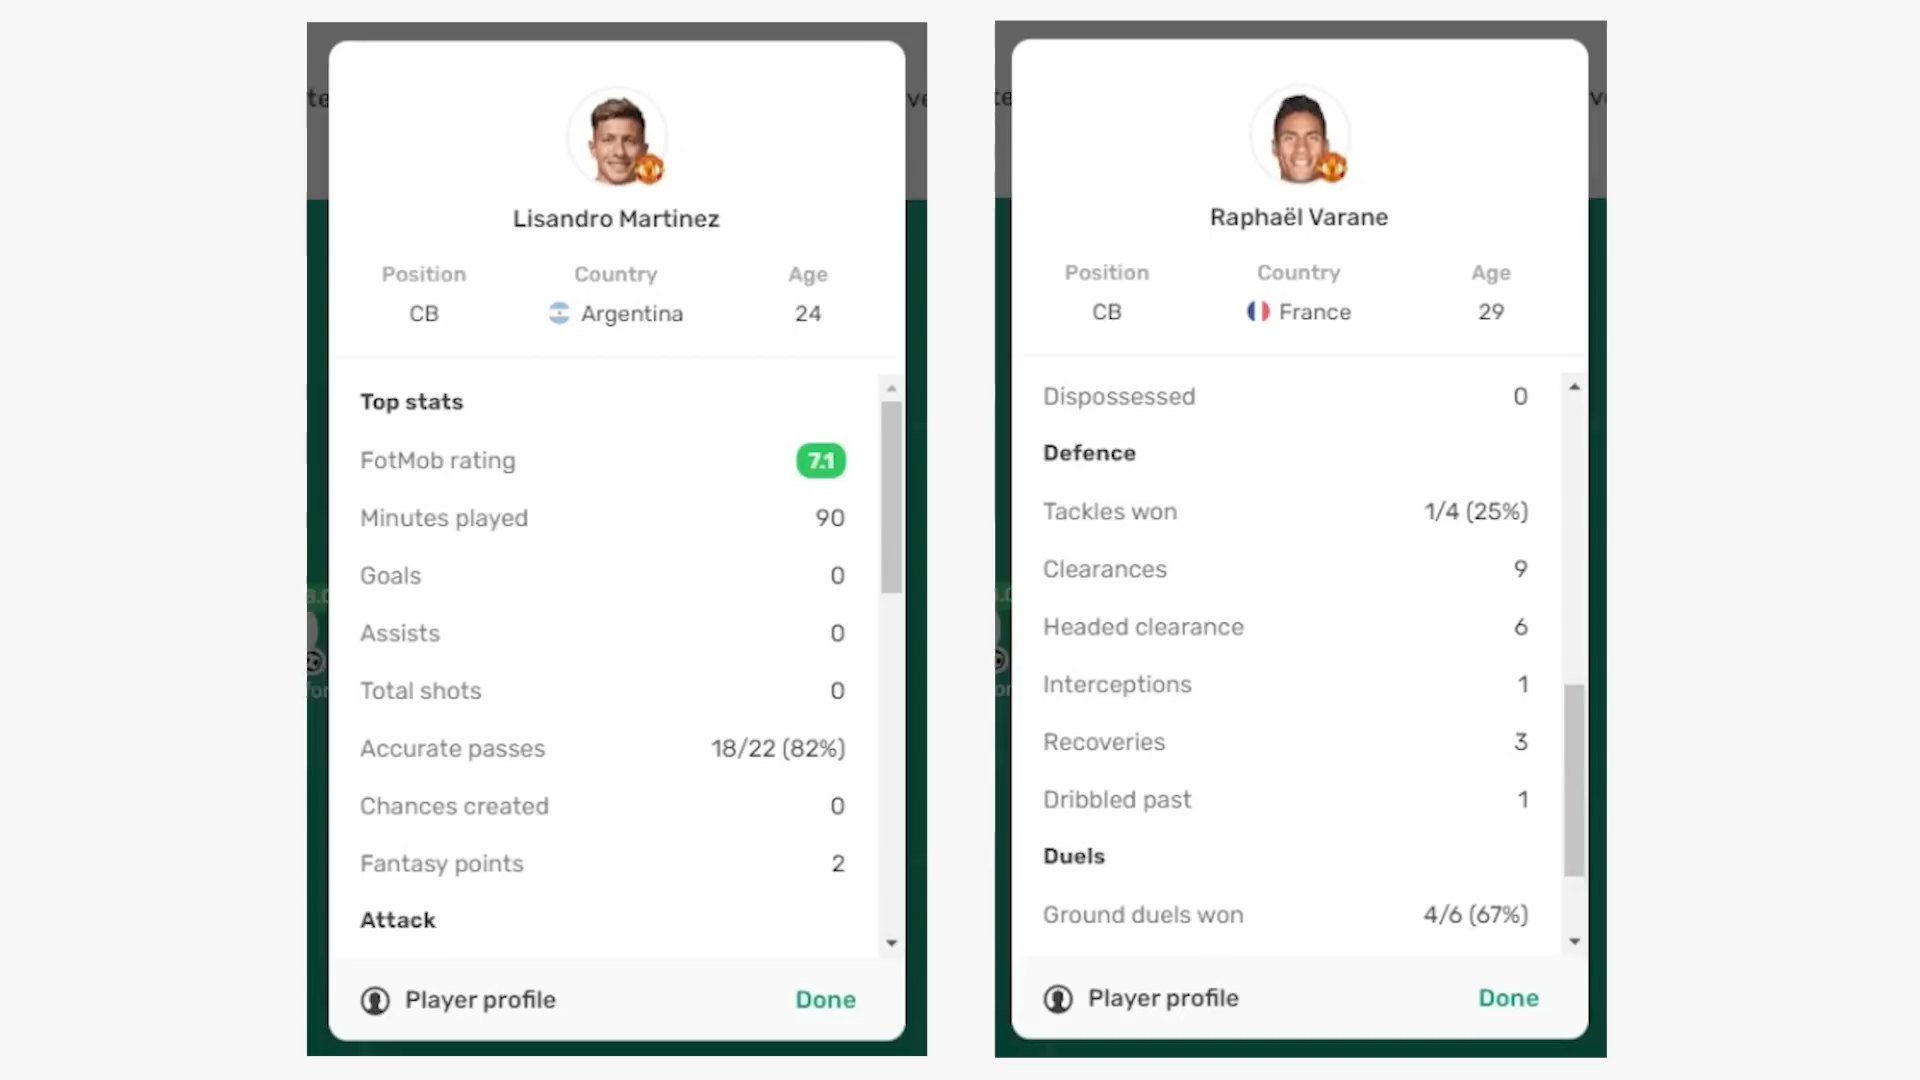 Lisandro Martinez
Position Country Age
CB Argentina 24
Top stats
FotMob rating 7.1
Minutes played 90
Goals 0
Assists 0
Total shots 0
Accurate passes 18/22 (82%)
Chances created 0
Fantasy points 2
Attack
Player profile Done
Raphaël Varane
Position Country Age
CB France 29
Dispossessed 0
Defence
Tackles won 1/4 (25%)
Clearances 9
Headed clearance 6
Interceptions 1
Recoveries 3
Dribbled past 1
Duels
Ground duels won 4/6 (67%)
Player profile Done